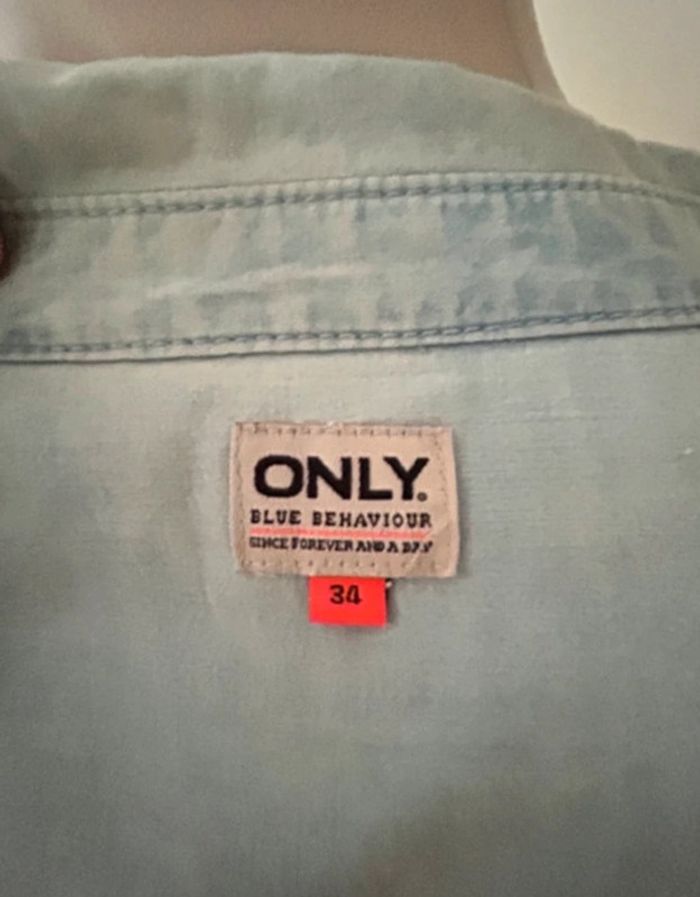 ONLY.
BLUE BEHAVIOUR
SINCE FOREVER AND A DAY
34